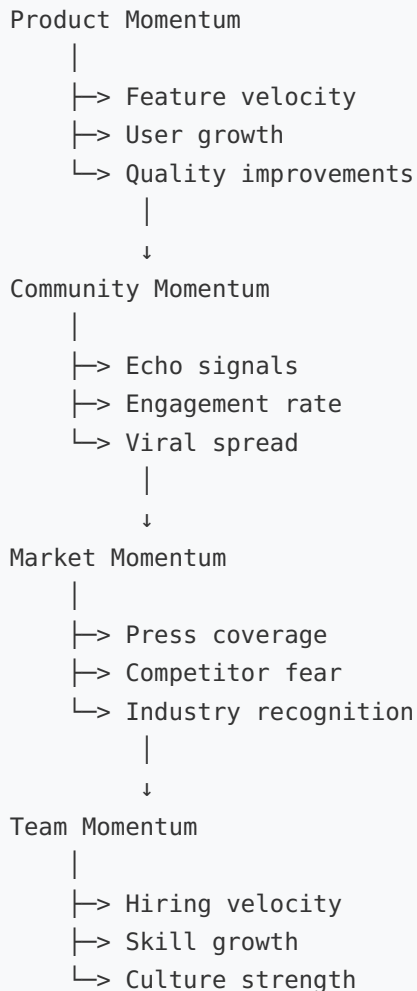 Product Momentum
│
├─> Feature velocity
├─> User growth
└─> Quality improvements
│
↓
Community Momentum
│
├─> Echo signals
├─> Engagement rate
└─> Viral spread
│
↓
Market Momentum
│
├─> Press coverage
├─> Competitor fear
└─> Industry recognition
│
↓
Team Momentum
│
├─> Hiring velocity
├─> Skill growth
└─> Culture strength